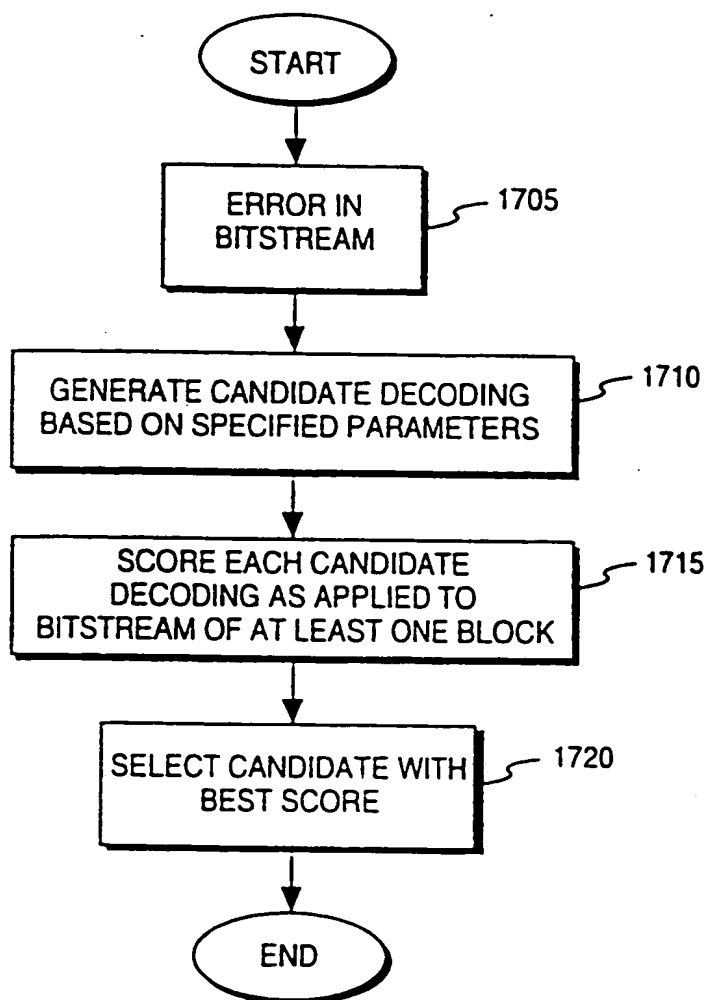 START
ERROR IN
BITSTREAM
1705
GENERATE CANDIDATE DECODING
BASED ON SPECIFIED PARAMETERS
1710
SCORE EACH CANDIDATE
DECODING AS APPLIED TO
BITSTREAM OF AT LEAST ONE BLOCK
1715
SELECT CANDIDATE WITH
BEST SCORE
1720
END